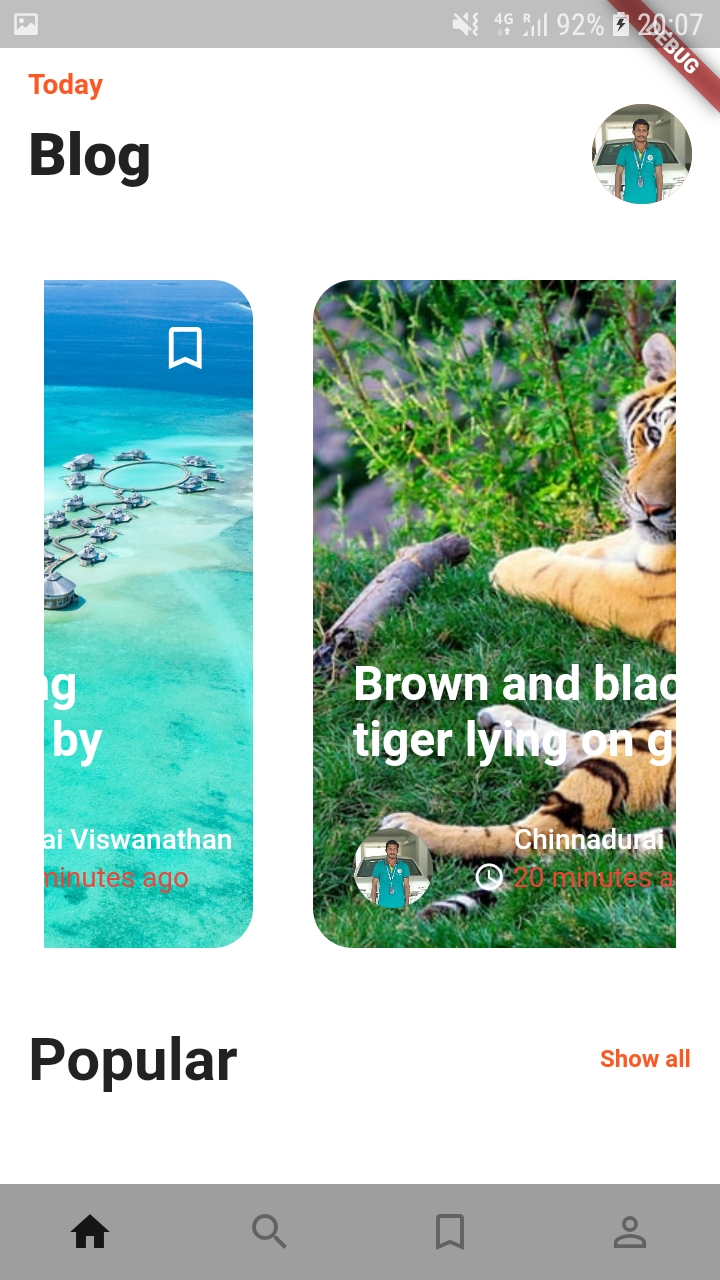 4G R 92% 20:07
DEBUG
Today
Blog
ng
by
ai Viswanathan
minutes ago
Brown and blac
tiger lying on g
Chinnadurai
20 minutes a
Popular
Show all